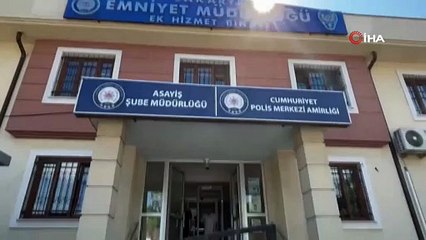 İHA
EMNİYET MÜDÜRLÜĞÜ
EK HİZMET BİNASI
ASAYİŞ
ŞUBE MÜDÜRLÜĞÜ
CUMHURİYET
POLİS MERKEZİ AMİRLİĞİ